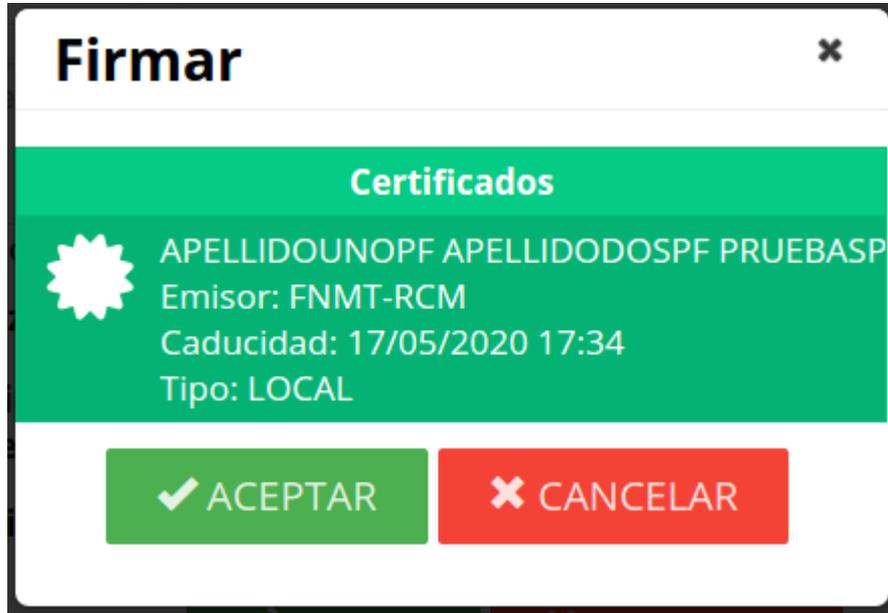 Firmar
Certificados
APELLIDOUNOPF APELLIDODOSPF PRUEBASP
Emisor: FNMT-RCM
Caducidad: 17/05/2020 17:34
Tipo: LOCAL
ACEPTAR
CANCELAR